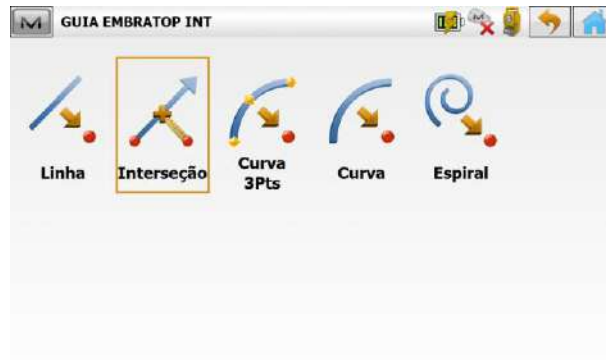 GUIA EMBRATOP INT
Linha
Interseção
Curva
3Pts
Curva
Espiral